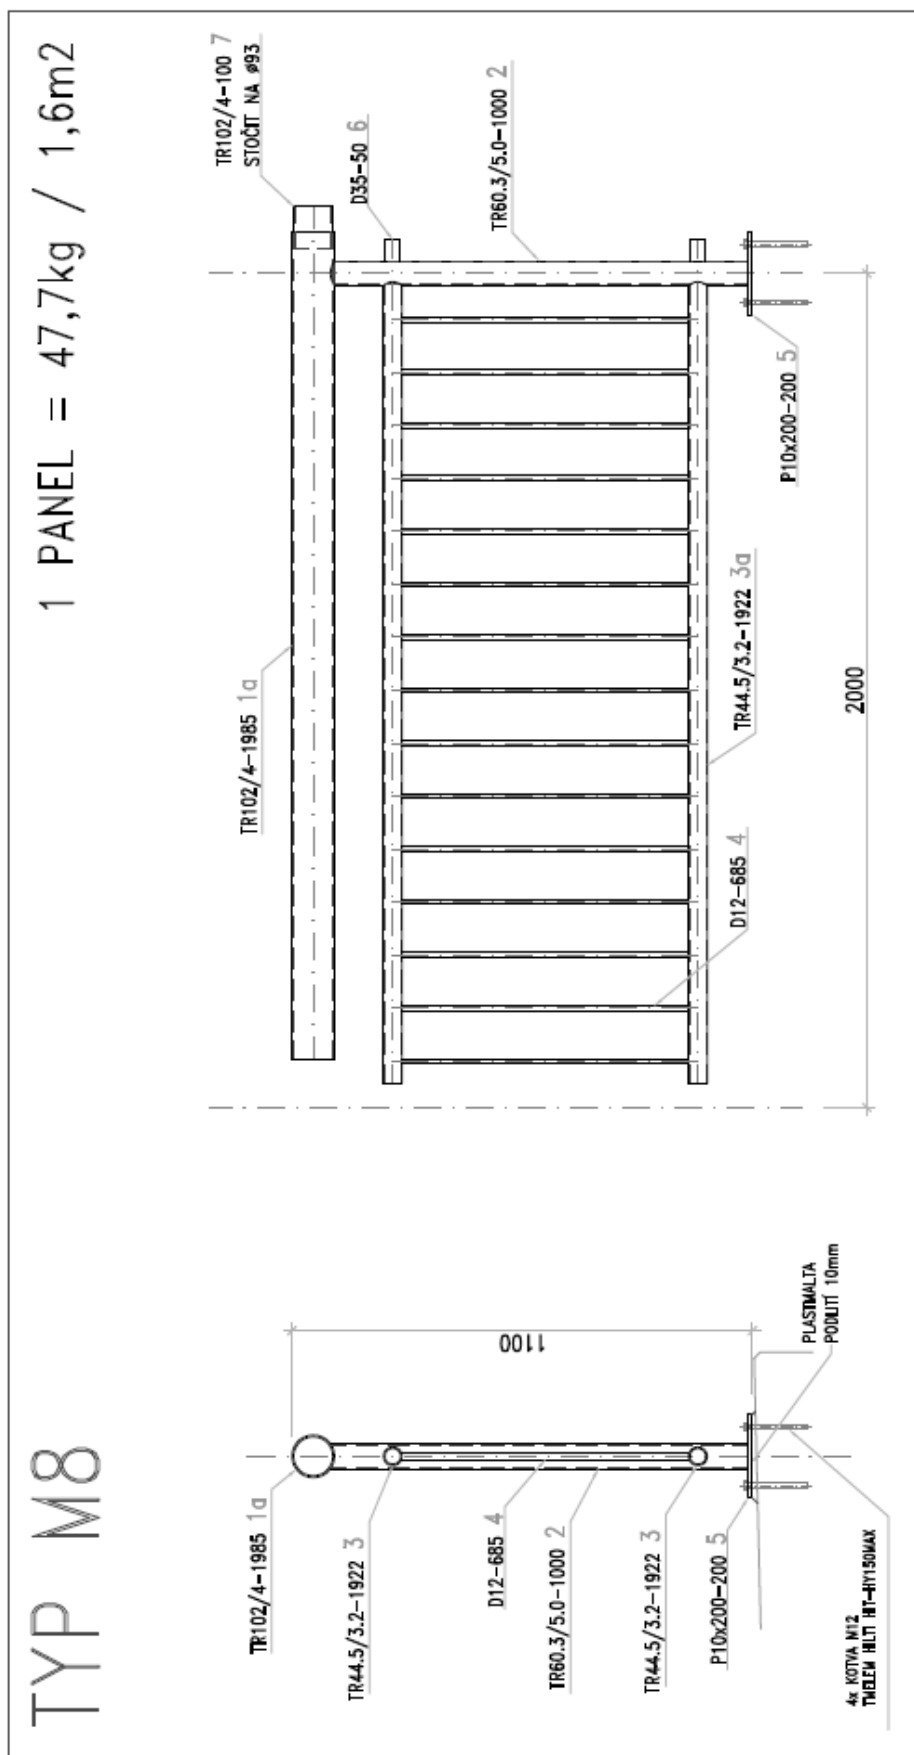 TYP M8
1 PANEL = 47,7kg / 1,6m2
TR102/4-1985 1a
TR44.5/3.2-1922 3
D12-685 4
TR60.3/5.0-1000 2
TR44.5/3.2-1922 3
P10x200-200 5
4x KOTVA M12
TMELEM HILTI HIT-HY150MAX
PLASTMALTA
PODLITÍ 10mm
1100
TR102/4-1985 1a
TR102/4-100 7
STOČIT NA ø93
D35-50 6
TR60.3/5.0-1000 2
P10x200-200 5
TR44.5/3.2-1922 3a
D12-685 4
2000